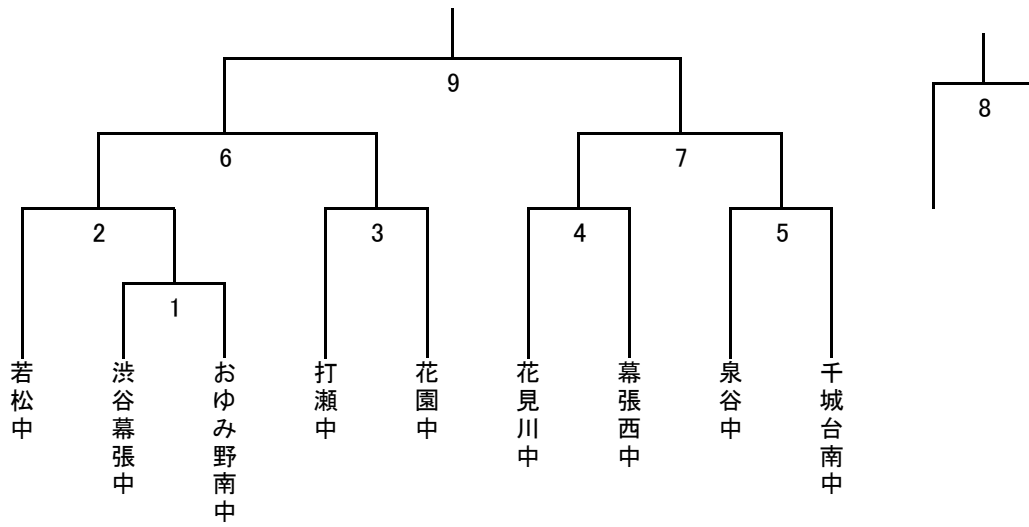 9
8
6
7
2
3
4
5
1
若松中
渋谷幕張中
おゆみ野南中
打瀬中
花園中
花見川中
幕張西中
泉谷中
千城台南中